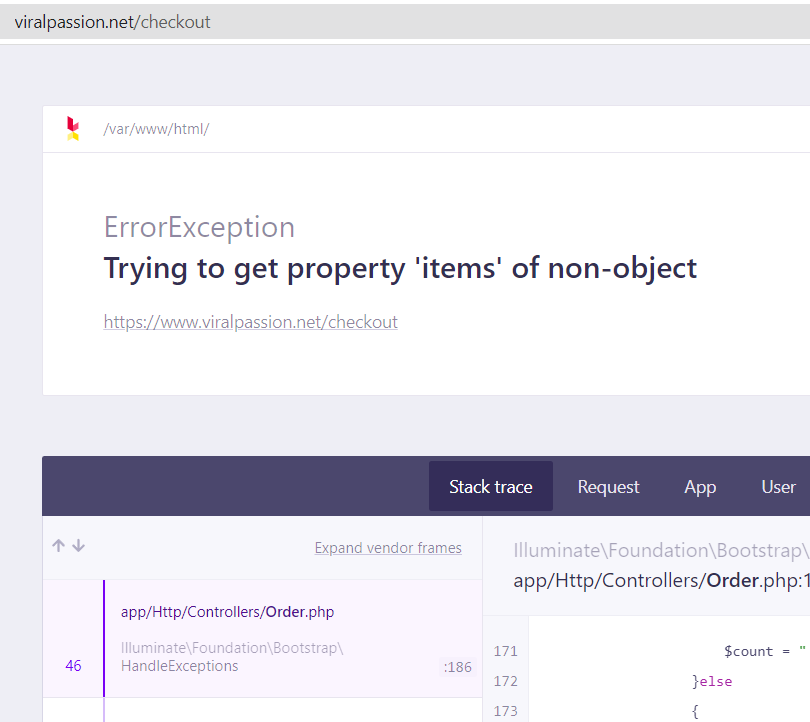 viralpassion.net/checkout
/var/www/html/
ErrorException
Trying to get property 'items' of non-object
https://www.viralpassion.net/checkout
Stack trace Request App User
Expand vendor frames
Illuminate\Foundation\Bootstrap\
app/Http/Controllers/Order.php:1
app/Http/Controllers/Order.php
Illuminate\Foundation\Bootstrap\
46 HandleExceptions :186
171 $count = "
172 }else
173 {